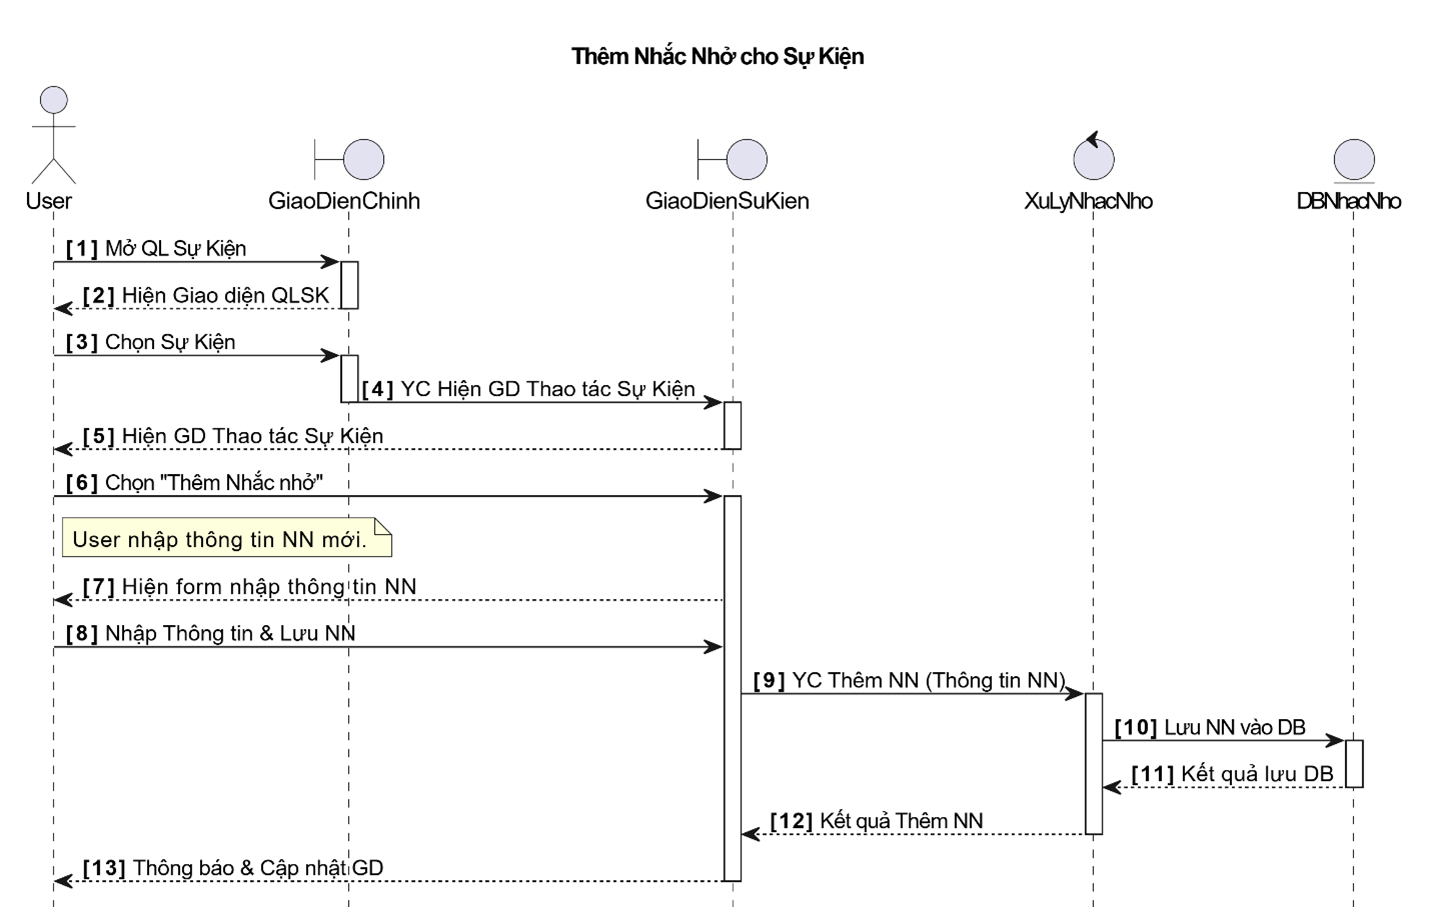 Thêm Nhắc Nhở cho Sự Kiện
User
GiaoDienChinh
GiaoDienSuKien
XuLyNhacNho
DBNhacNho
[1] Mở QL Sự Kiện
[2] Hiện Giao diện QLSK
[3] Chọn Sự Kiện
[4] YC Hiện GD Thao tác Sự Kiện
[5] Hiện GD Thao tác Sự Kiện
[6] Chọn "Thêm Nhắc nhở"
User nhập thông tin NN mới.
[7] Hiện form nhập thông tin NN
[8] Nhập Thông tin & Lưu NN
[9] YC Thêm NN (Thông tin NN)
[10] Lưu NN vào DB
[11] Kết quả lưu DB
[12] Kết quả Thêm NN
[13] Thông báo & Cập nhật GD